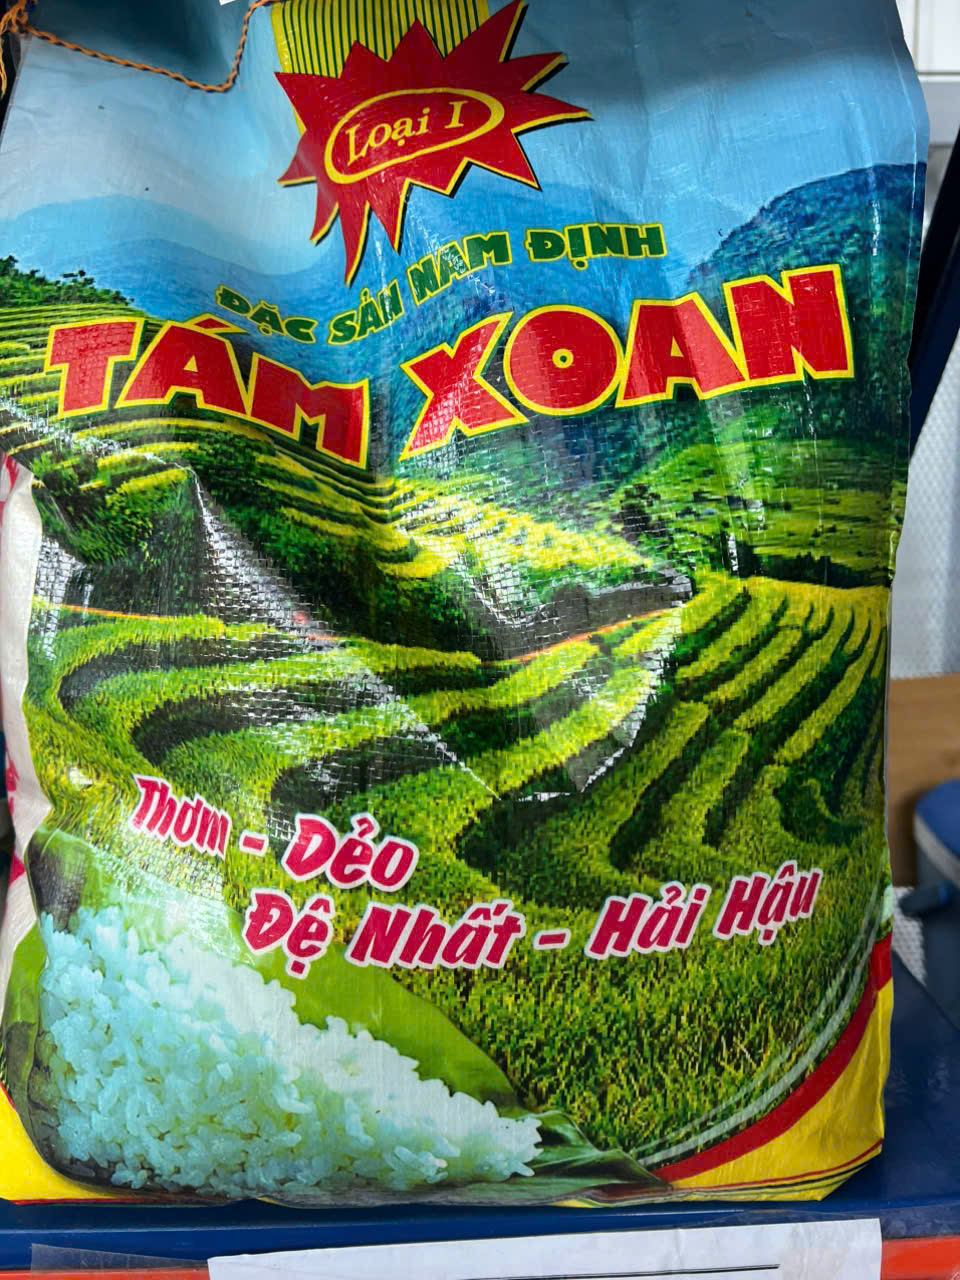 Loại I
ĐẶC SẢN NAM ĐỊNH
TÁM XOAN
Thơm - Dẻo
Đệ Nhất - Hải Hậu